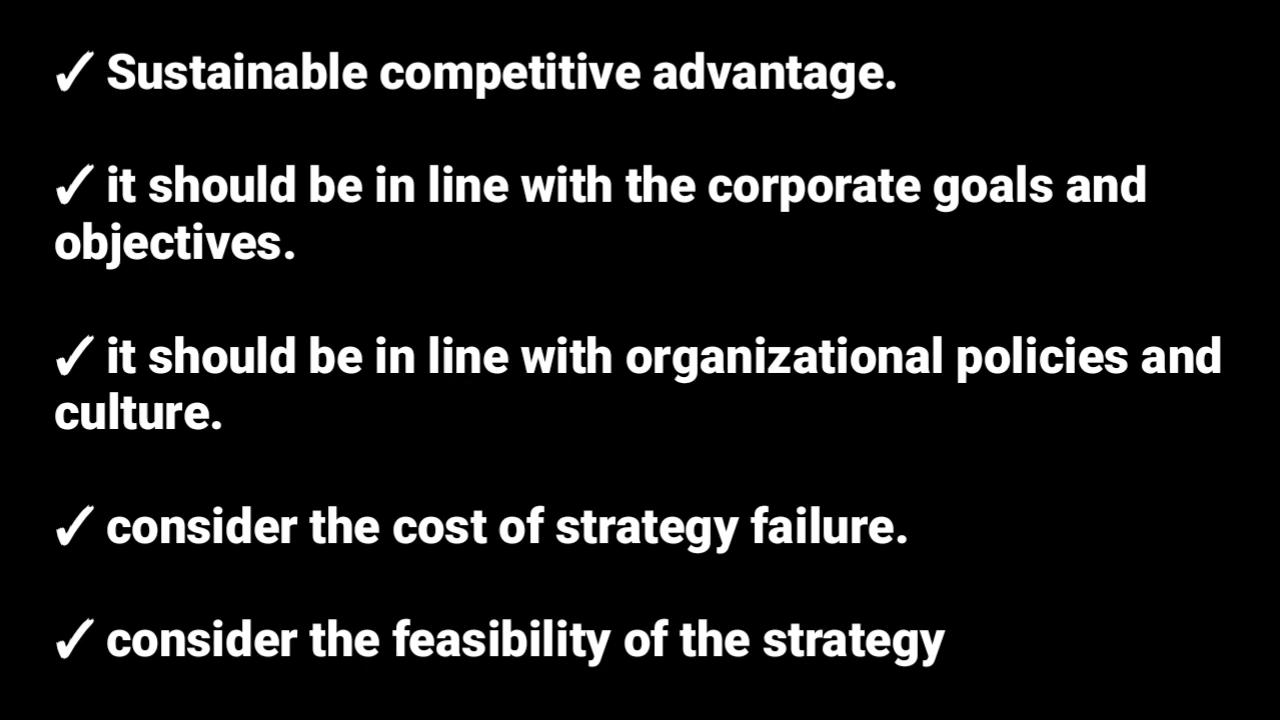 ✓ Sustainable competitive advantage.
✓ it should be in line with the corporate goals and
objectives.
✓ it should be in line with organizational policies and
culture.
✓ consider the cost of strategy failure.
✓ consider the feasibility of the strategy